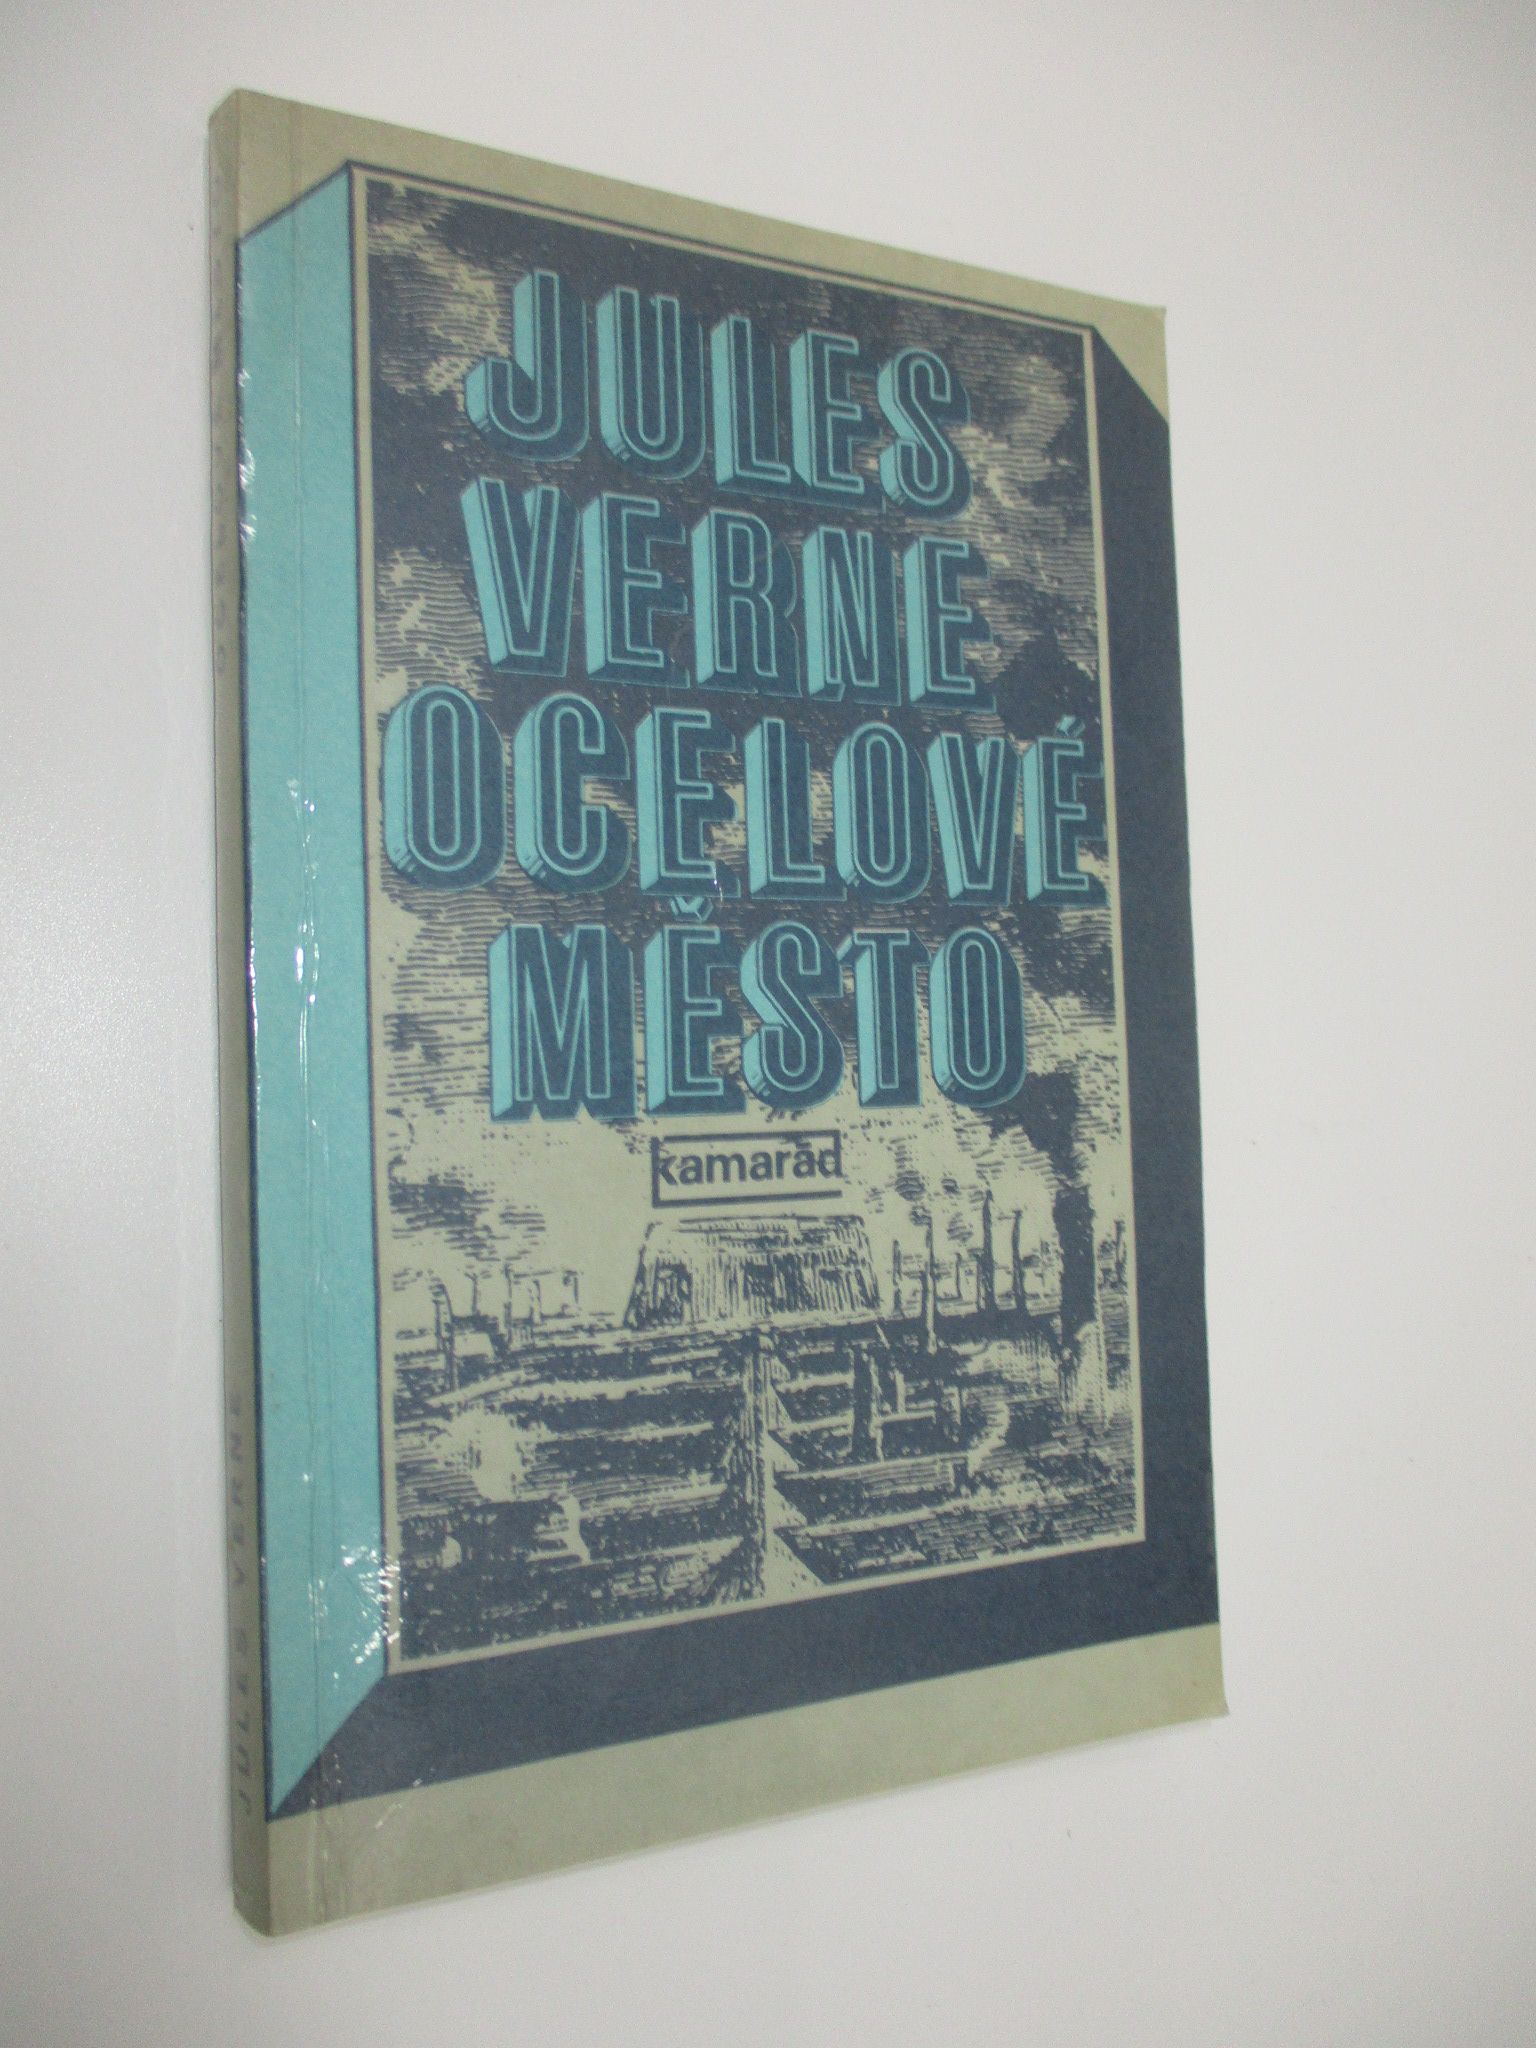 JULES
VERNE
OCELOVÉ
MĚSTO
kamarád
JULES VERNE